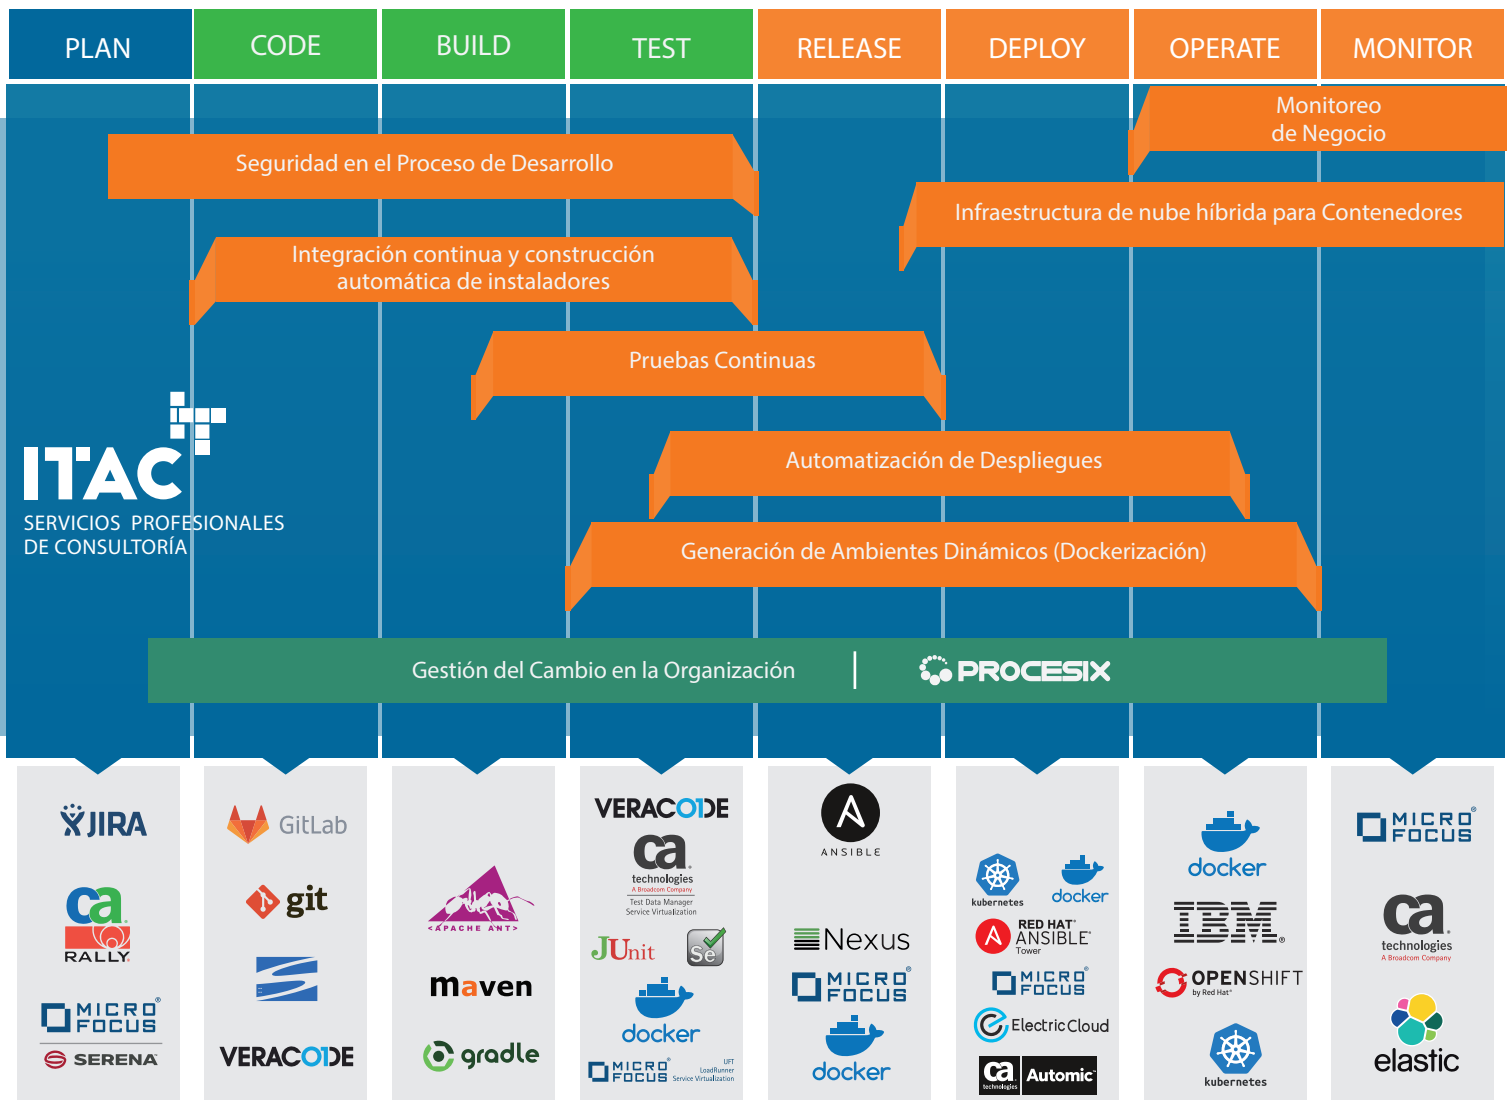 PLAN
CODE
BUILD
TEST
RELEASE
DEPLOY
OPERATE
MONITOR
Monitoreo
de Negocio
Seguridad en el Proceso de Desarrollo
Infraestructura de nube híbrida para Contenedores
Integración continua y construcción
automática de instaladores
Pruebas Continuas
Automatización de Despliegues
Generación de Ambientes Dinámicos (Dockerización)
ITAC
SERVICIOS PROFESIONALES
DE CONSULTORÍA
Gestión del Cambio en la Organización
PROCESIX
JIRA
ca
RALLY
MICRO
FOCUS
SERENA
GitLab
git
VERACODE
<APACHE ANT>
maven
gradle
VERACODE
ca
technologies
A Broadcom Company
Test Data Manager
Service Virtualization
JUnit
Se
docker
MICRO
FOCUS
UFT
LoadRunner
Service Virtualization
ANSIBLE
Nexus
MICRO
FOCUS
docker
kubernetes
docker
RED HAT
ANSIBLE
Tower
MICRO
FOCUS
Electric Cloud
ca
technologies
Automic
docker
IBM
OPENSHIFT
by Red Hat
kubernetes
MICRO
FOCUS
ca
technologies
A Broadcom Company
elastic